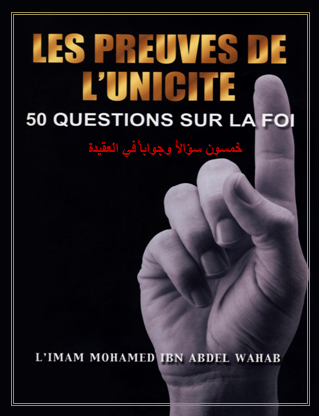 LES PREUVES DE
L'UNICITE
50 QUESTIONS SUR LA FOI
خمسون سؤالاً وجواباً في العقيدة
L'IMAM MOHAMED IBN ABDEL WAHAB